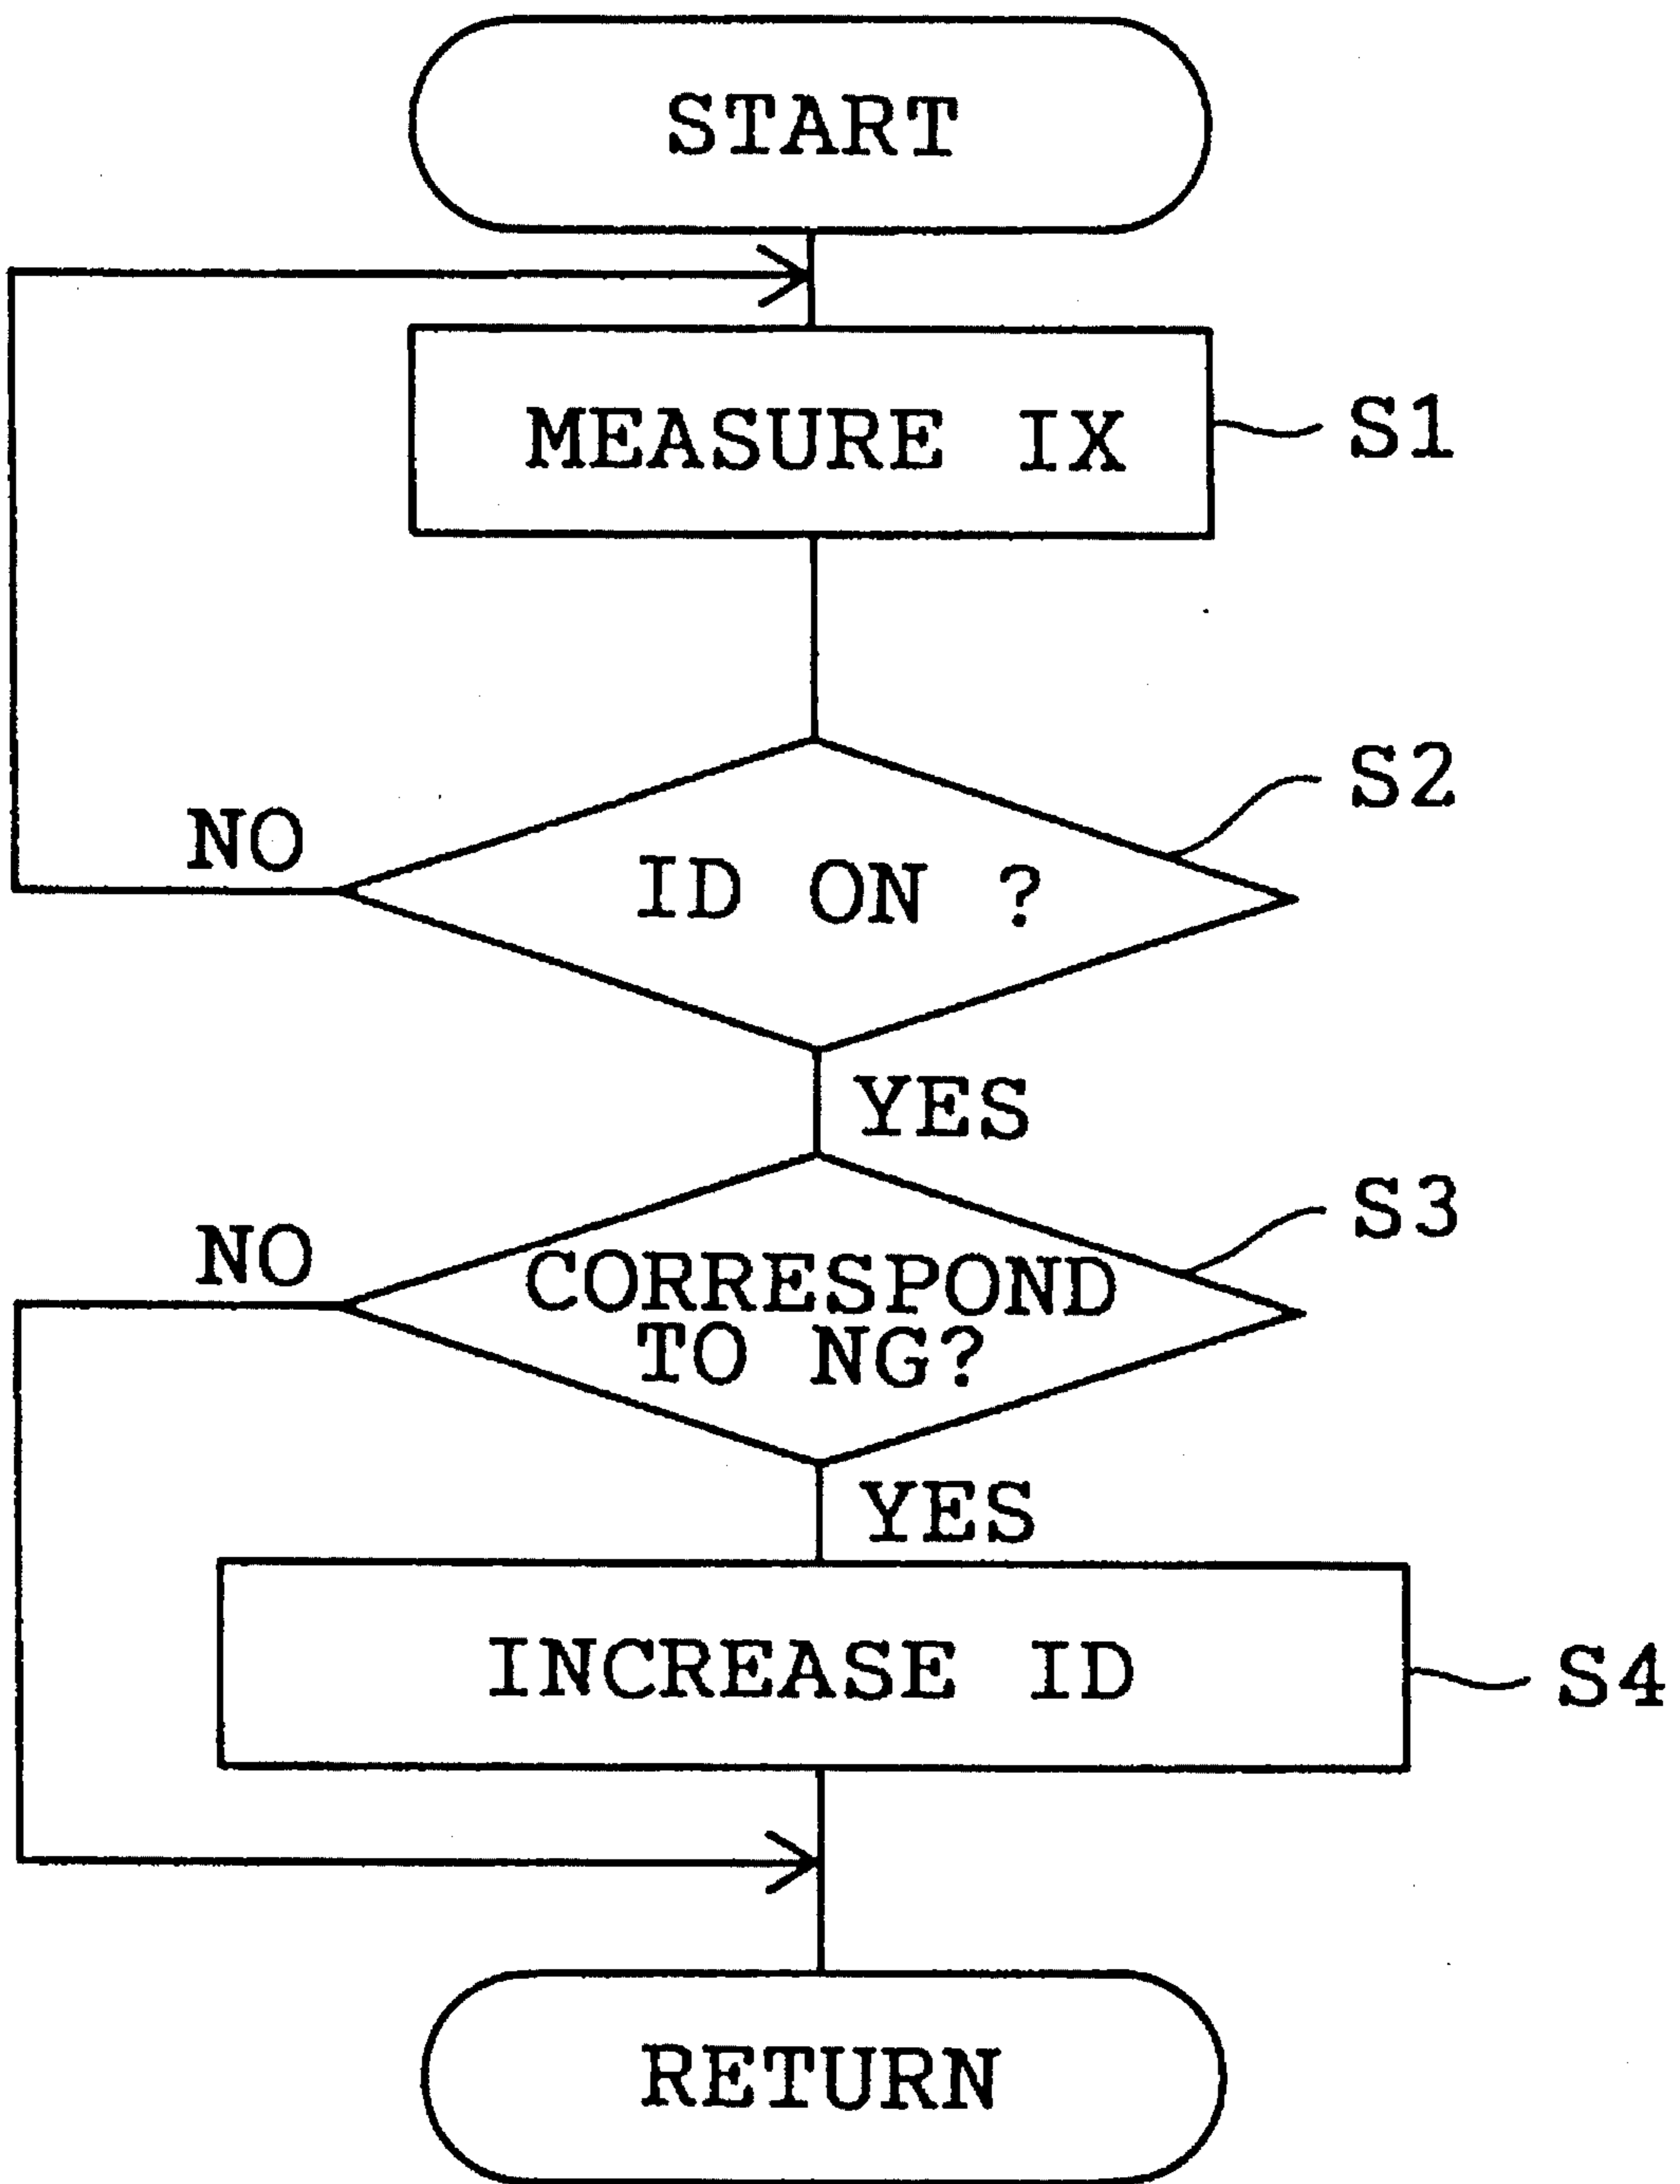 START
MEASURE IX
S1
S2
NO
ID ON ?
YES
S3
NO
CORRESPOND
TO NG?
YES
INCREASE ID
S4
RETURN